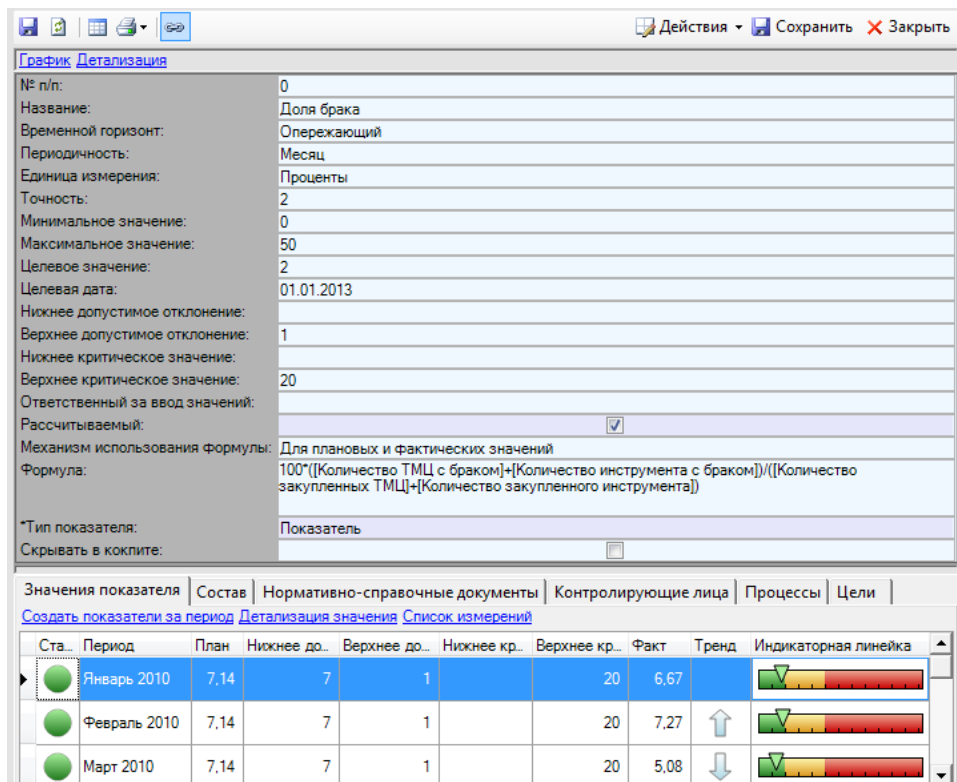 Действия Сохранить Закрыть
График Детализация
№ п/п: 0
Название: Доля брака
Временной горизонт: Опережающий
Периодичность: Месяц
Единица измерения: Проценты
Точность: 2
Минимальное значение: 0
Максимальное значение: 50
Целевое значение: 2
Целевая дата: 01.01.2013
Нижнее допустимое отклонение:
Верхнее допустимое отклонение: 1
Нижнее критическое значение:
Верхнее критическое значение: 20
Ответственный за ввод значений:
Рассчитываемый:
Механизм использования формулы: Для плановых и фактических значений
Формула: 100*([Количество ТМЦ с браком]+[Количество инструмента с браком])/([Количество
закупленных ТМЦ]+[Количество закупленного инструмента])
*Тип показателя: Показатель
Скрывать в кокпите:
Значения показателя Состав Нормативно-справочные документы Контролирующие лица Процессы Цели
Создать показатели за период Детализация значения Список измерений
Ста... Период План Нижнее до... Верхнее до... Нижнее кр... Верхнее кр... Факт Тренд Индикаторная линейка
Январь 2010 7,14 7 1 20 6,67
Февраль 2010 7,14 7 1 20 7,27
Март 2010 7,14 7 1 20 5,08